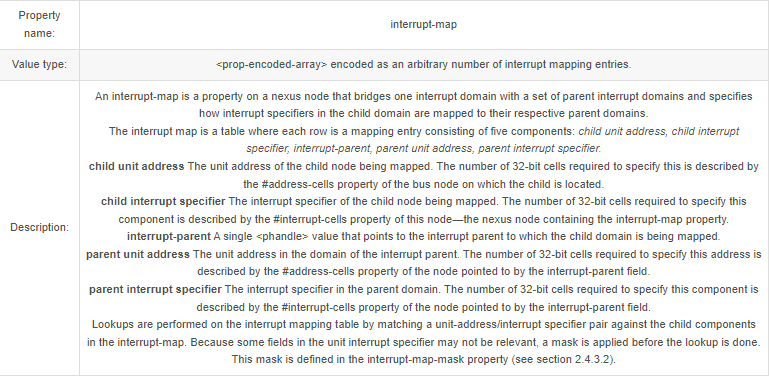 Property name:
interrupt-map
Value type:
<prop-encoded-array> encoded as an arbitrary number of interrupt mapping entries.
Description:
An interrupt-map is a property on a nexus node that bridges one interrupt domain with a set of parent interrupt domains and specifies
how interrupt specifiers in the child domain are mapped to their respective parent domains.
The interrupt map is a table where each row is a mapping entry consisting of five components: child unit address, child interrupt
specifier, interrupt-parent, parent unit address, parent interrupt specifier.
child unit address The unit address of the child node being mapped. The number of 32-bit cells required to specify this is described by
the #address-cells property of the bus node on which the child is located.
child interrupt specifier The interrupt specifier of the child node being mapped. The number of 32-bit cells required to specify this
component is described by the #interrupt-cells property of this node—the nexus node containing the interrupt-map property.
interrupt-parent A single <phandle> value that points to the interrupt parent to which the child domain is being mapped.
parent unit address The unit address in the domain of the interrupt parent. The number of 32-bit cells required to specify this address is
described by the #address-cells property of the node pointed to by the interrupt-parent field.
parent interrupt specifier The interrupt specifier in the parent domain. The number of 32-bit cells required to specify this component is
described by the #interrupt-cells property of the node pointed to by the interrupt-parent field.
Lookups are performed on the interrupt mapping table by matching a unit-address/interrupt specifier pair against the child components
in the interrupt-map. Because some fields in the unit interrupt specifier may not be relevant, a mask is applied before the lookup is done.
This mask is defined in the interrupt-map-mask property (see section 2.4.3.2).